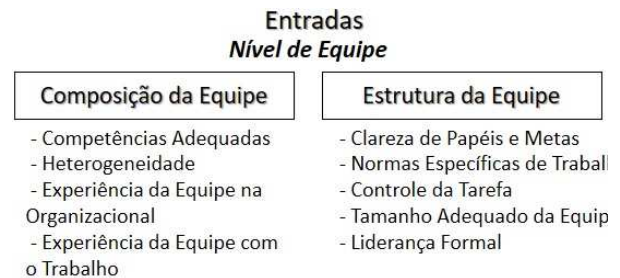 Entradas
Nível de Equipe
Composição da Equipe
- Competências Adequadas
- Heterogeneidade
- Experiência da Equipe na
Organizacional
- Experiência da Equipe com
o Trabalho
Estrutura da Equipe
- Clareza de Papéis e Metas
- Normas Específicas de Trabal
- Controle da Tarefa
- Tamanho Adequado da Equip
- Liderança Formal